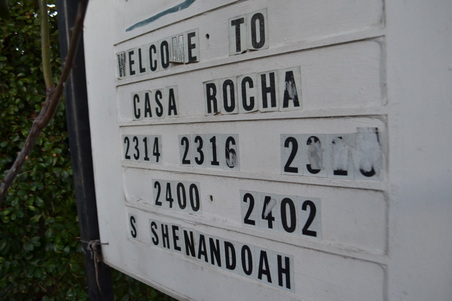 WELCOME TO
CASA ROCHA
2314 2316
2400 2402
S SHENANDOAH